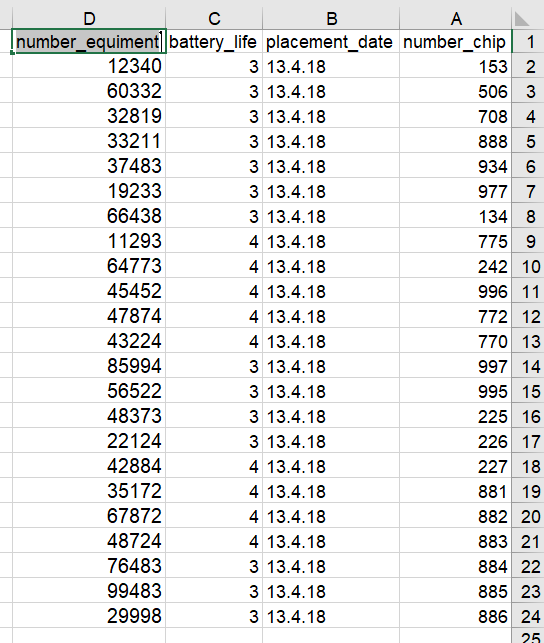 D C B A
number_equiment battery_life placement_date number_chip 1
12340 3 13.4.18 153 2
60332 3 13.4.18 506 3
32819 3 13.4.18 708 4
33211 3 13.4.18 888 5
37483 3 13.4.18 934 6
19233 3 13.4.18 977 7
66438 3 13.4.18 134 8
11293 4 13.4.18 775 9
64773 4 13.4.18 242 10
45452 4 13.4.18 996 11
47874 4 13.4.18 772 12
43224 4 13.4.18 770 13
85994 3 13.4.18 997 14
56522 3 13.4.18 995 15
48373 3 13.4.18 225 16
22124 3 13.4.18 226 17
42884 4 13.4.18 227 18
35172 4 13.4.18 881 19
67872 4 13.4.18 882 20
48724 4 13.4.18 883 21
76483 3 13.4.18 884 22
99483 3 13.4.18 885 23
29998 3 13.4.18 886 24
25